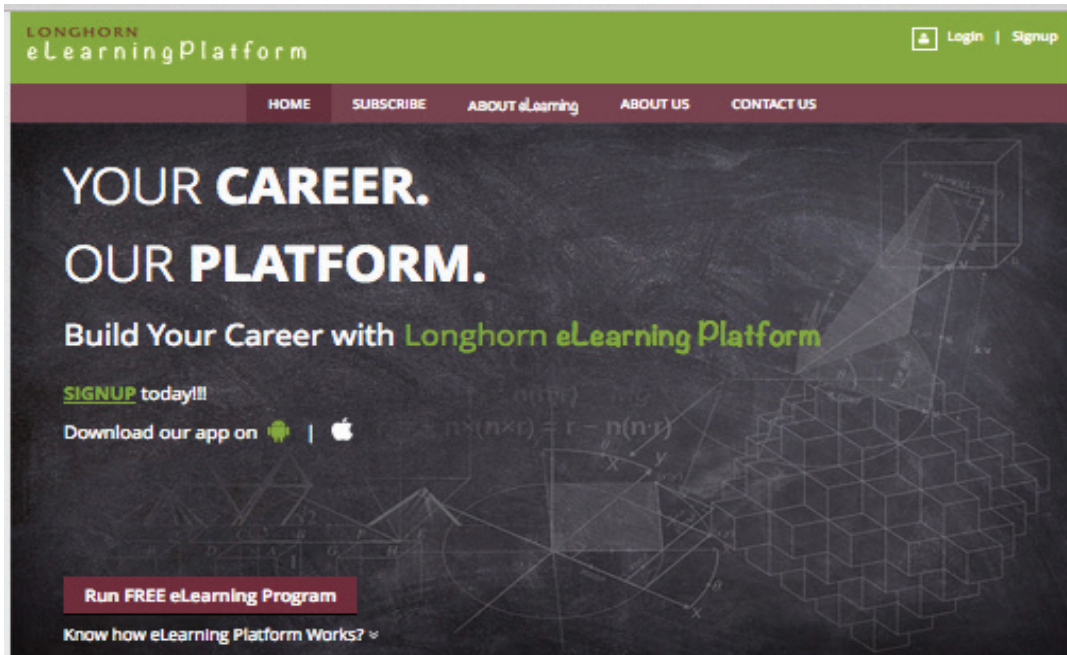 LONGHORN
eLearningPlatform
Login | Signup
HOME SUBSCRIBE ABOUT eLearning ABOUT US CONTACT US
YOUR CAREER.
OUR PLATFORM.
Build Your Career with Longhorn eLearning Platform
SIGNUP today!!!
Download our app on |
n×(n×r) = r − n(n·r)
Run FREE eLearning Program
Know how eLearning Platform Works?